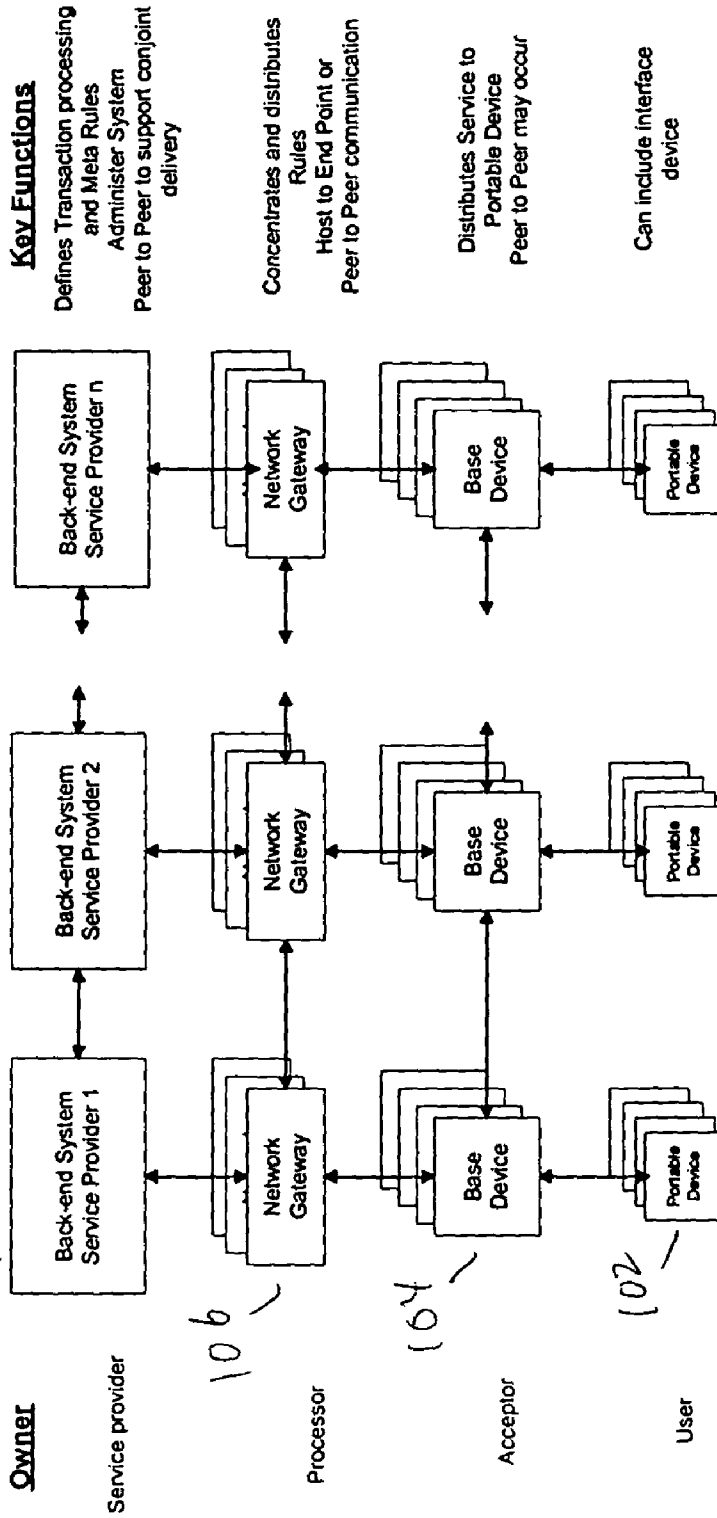 Owner
Key Functions
Service provider
Back-end System
Service Provider 1
Back-end System
Service Provider 2
Back-end System
Service Provider n
Defines Transaction processing
and Meta Rules
Administer System
Peer to Peer to support conjoint
delivery
106
Processor
Network
Gateway
Network
Gateway
Network
Gateway
Concentrates and distributes
Rules
Host to End Point or
Peer to Peer communication
104
Acceptor
Base
Device
Base
Device
Base
Device
Distributes Service to
Portable Device
Peer to Peer may occur
102
User
Portable
Device
Portable
Device
Portable
Device
Can include interface
device